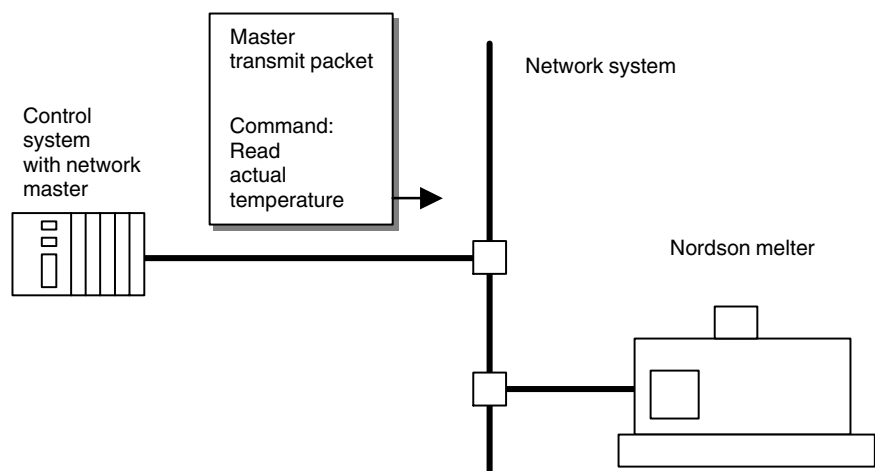 Master
transmit packet
Command:
Read
actual
temperature
Network system
Control
system
with network
master
Nordson melter